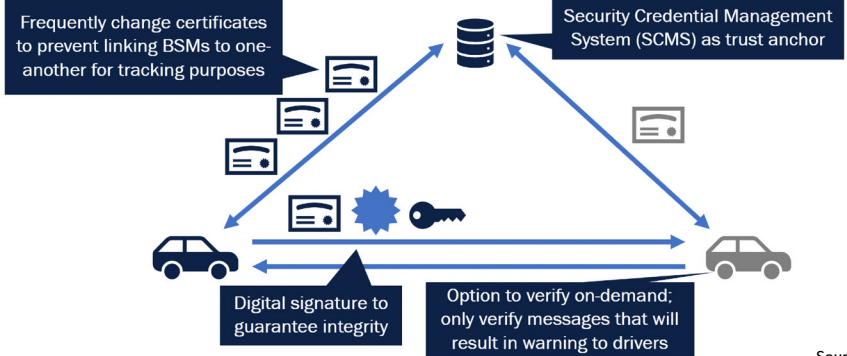 Frequently change certificates
to prevent linking BSMs to one-
another for tracking purposes
Security Credential Management
System (SCMS) as trust anchor
Digital signature to
guarantee integrity
Option to verify on-demand;
only verify messages that will
result in warning to drivers